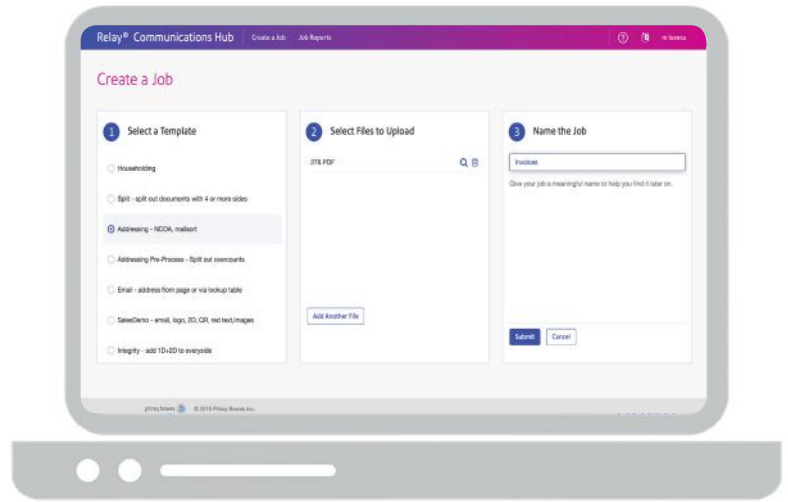 Relay® Communications Hub
Create a Job
Job Reports
?
Create a Job
1 Select a Template
Householding
Split - split out documents with 4 or more sides
Addressing - NCOA, mailsort
Addressing Pre-Process - Split out overcounts
Email - address from page or via lookup table
SalesDemo - email, logo, 2D, QR, red text,images
Integrity - add 1D+2D to everyside
2 Select Files to Upload
278.PDF
Add Another File
3 Name the Job
Invoices
Give your job a meaningful name to help you find it later on.
Submit
Cancel
pitney bowes © 2016 Pitney Bowes Inc.